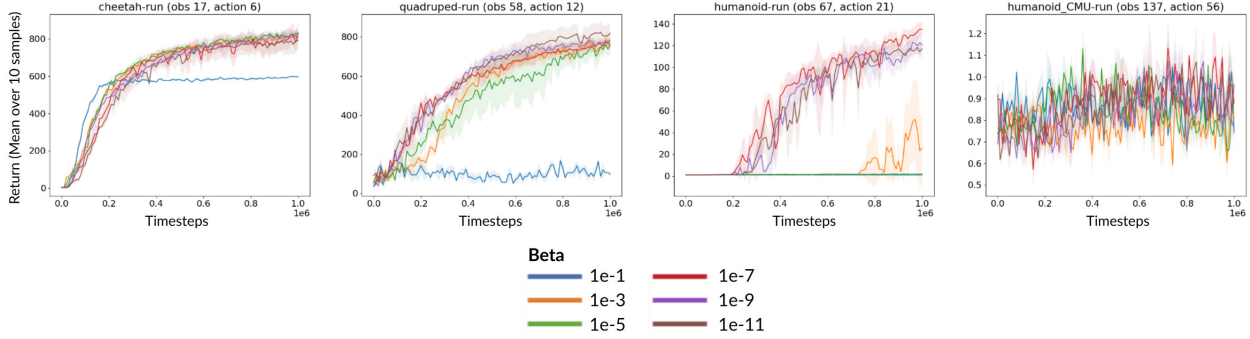 cheetah-run (obs 17, action 6)
quadruped-run (obs 58, action 12)
humanoid-run (obs 67, action 21)
humanoid_CMU-run (obs 137, action 56)
Return (Mean over 10 samples)
800
600
400
200
0
0.0 0.2 0.4 0.6 0.8 1.0
1e6
Timesteps
800
600
400
200
0
0.0 0.2 0.4 0.6 0.8 1.0
1e6
Timesteps
140
120
100
80
60
40
20
0
0.0 0.2 0.4 0.6 0.8 1.0
1e6
Timesteps
1.2
1.1
1.0
0.9
0.8
0.7
0.6
0.5
0.0 0.2 0.4 0.6 0.8 1.0
1e6
Timesteps
Beta
1e-1
1e-3
1e-5
1e-7
1e-9
1e-11